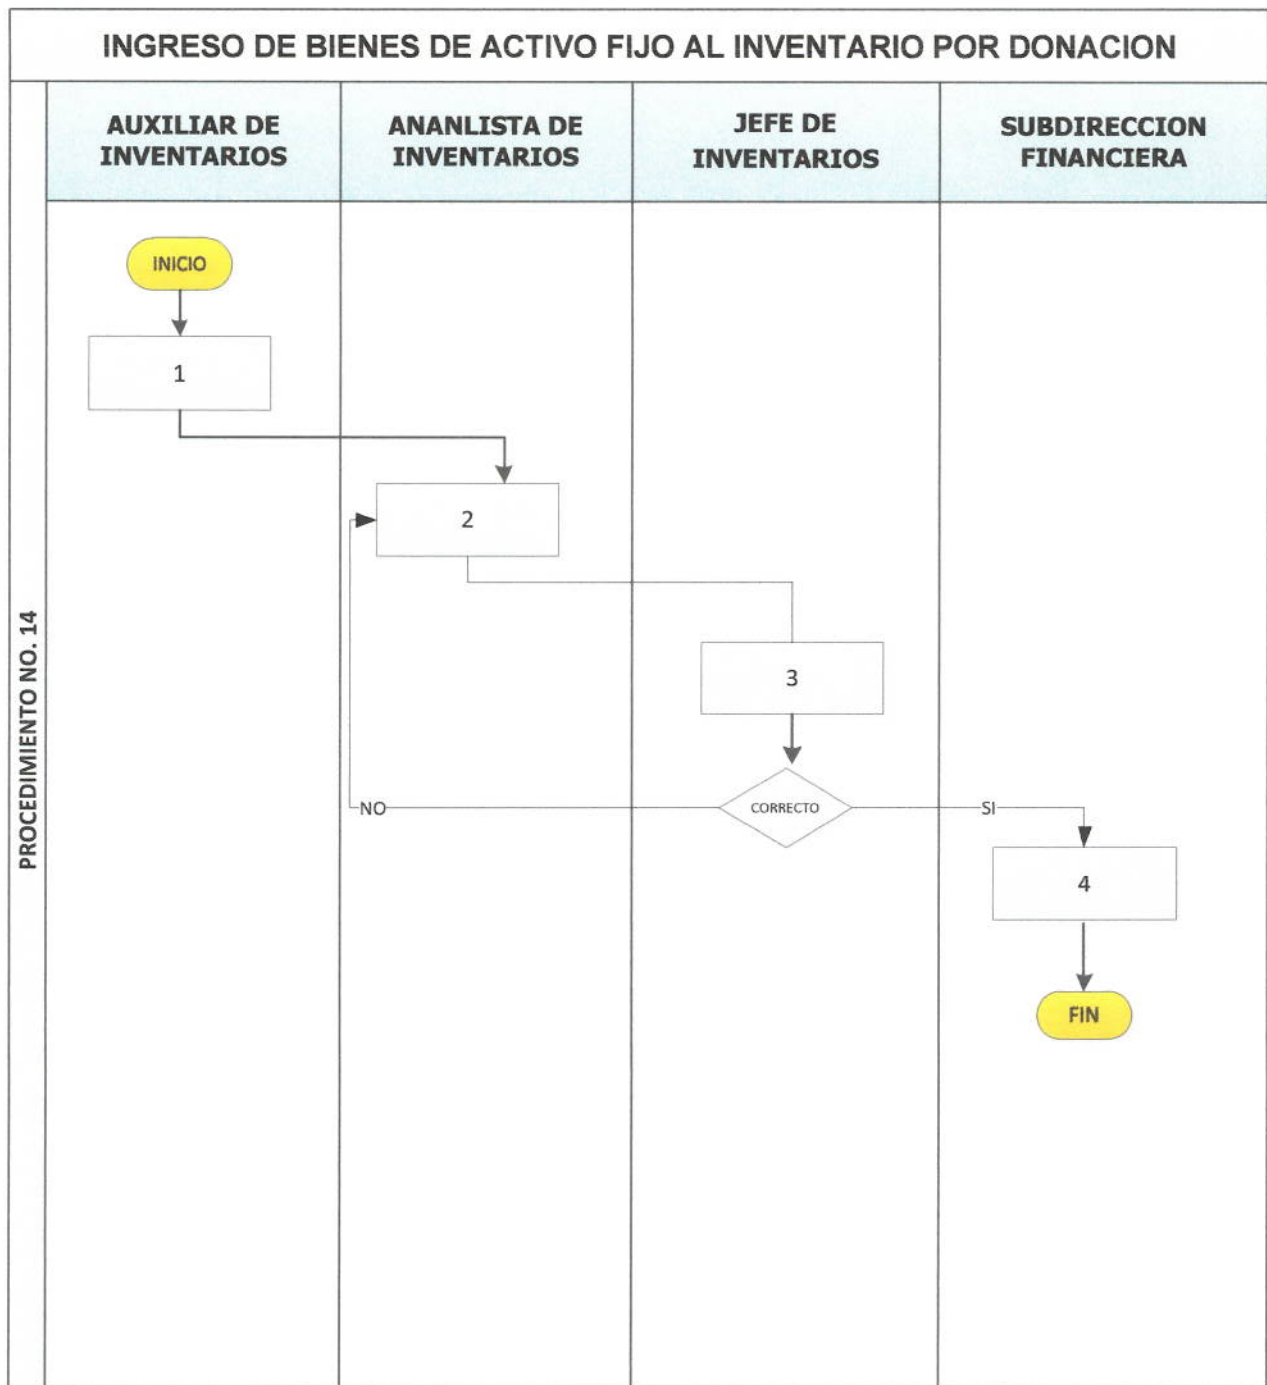 INGRESO DE BIENES DE ACTIVO FIJO AL INVENTARIO POR DONACION
PROCEDIMIENTO NO. 14
AUXILIAR DE
INVENTARIOS
ANANLISTA DE
INVENTARIOS
JEFE DE
INVENTARIOS
SUBDIRECCION
FINANCIERA
INICIO
1
2
3
CORRECTO
NO
SI
4
FIN